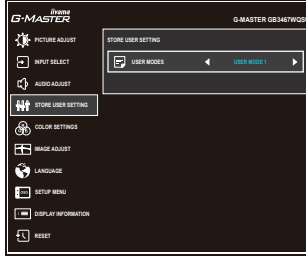 iiyama
G-MASTER
G-MASTER GB3467WQSU
PICTURE ADJUST
INPUT SELECT
AUDIO ADJUST
STORE USER SETTING
COLOR SETTINGS
IMAGE ADJUST
LANGUAGE
SETUP MENU
DISPLAY INFORMATION
RESET
STORE USER SETTING
USER MODES
USER MODE 1